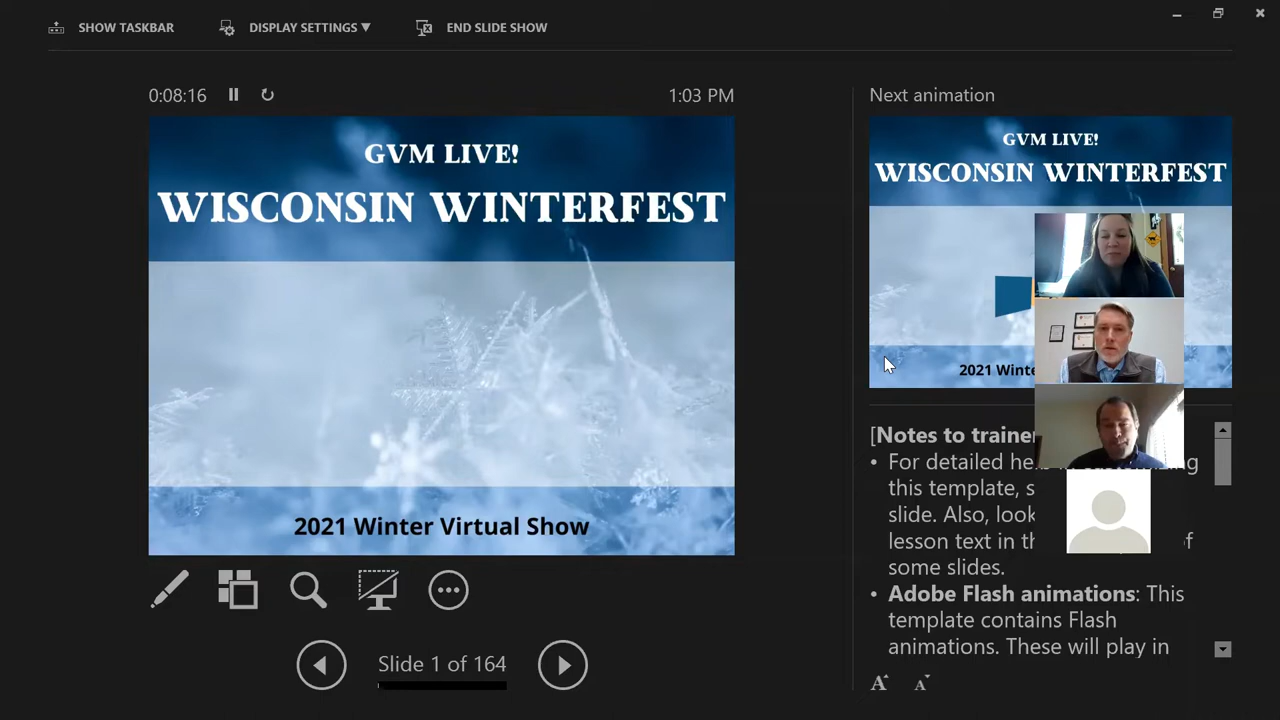 SHOW TASKBAR
DISPLAY SETTINGS ▼
END SLIDE SHOW
0:08:16
1:03 PM
GVM LIVE!
WISCONSIN WINTERFEST
2021 Winter Virtual Show
Slide 1 of 164
Next animation
GVM LIVE!
WISCONSIN WINTERFEST
2021 Winte
[Notes to trainer
• For detailed he
this template, s
slide. Also, look
lesson text in th of
some slides.
• Adobe Flash animations: This
template contains Flash
animations. These will play in
A A